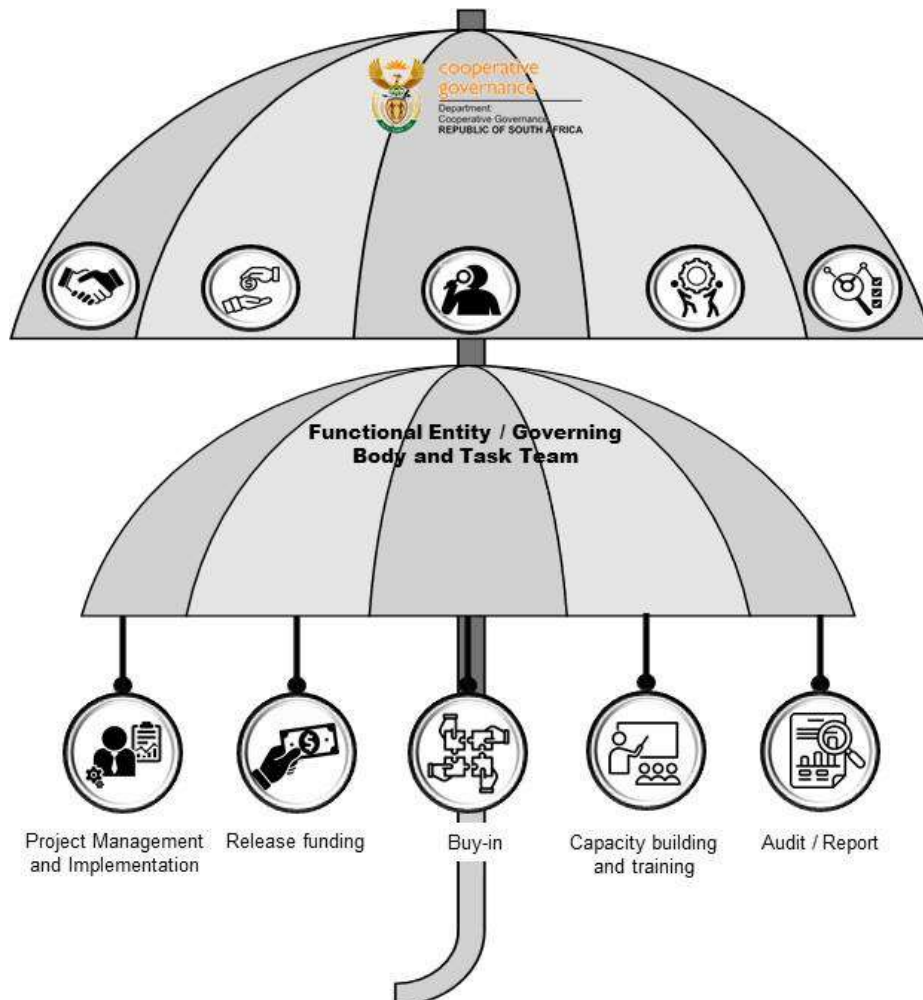 cooperative
governance
Department:
Cooperative Governance
REPUBLIC OF SOUTH AFRICA
Functional Entity / Governing
Body and Task Team
Project Management
and Implementation
Release funding
Buy-in
Capacity building
and training
Audit / Report